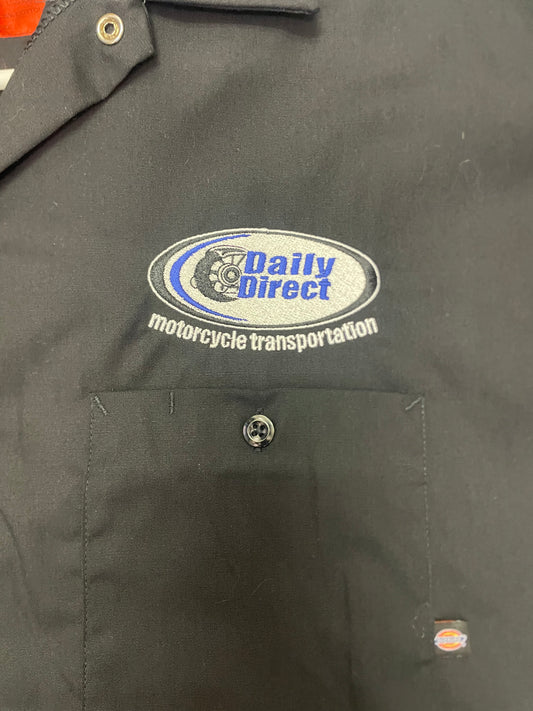 Daily
Direct
motorcycle transportation